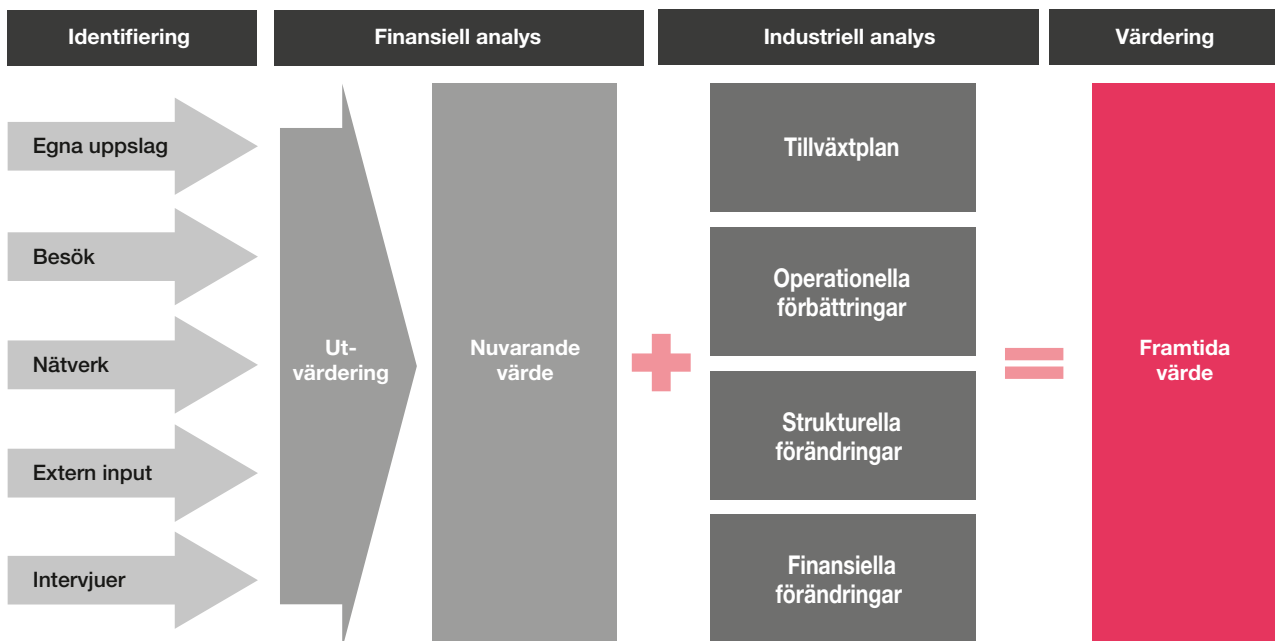 Identifiering
Finansiell analys
Industriell analys
Värdering
Egna uppslag
Besök
Nätverk
Extern input
Intervjuer
Ut-
värdering
Nuvarande
värde
Tillväxtplan
Operationella
förbättringar
Strukturella
förändringar
Finansiella
förändringar
Framtida
värde